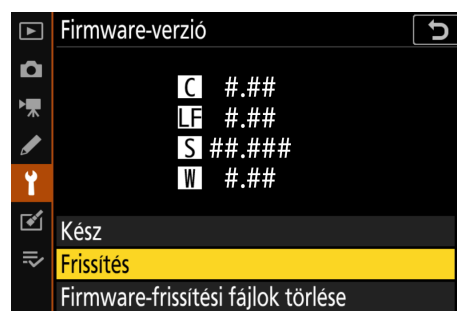 Firmware-verzió
C #.##
LF #.##
S ##.###
W #.##
Kész
Frissítés
Firmware-frissítési fájlok törlése